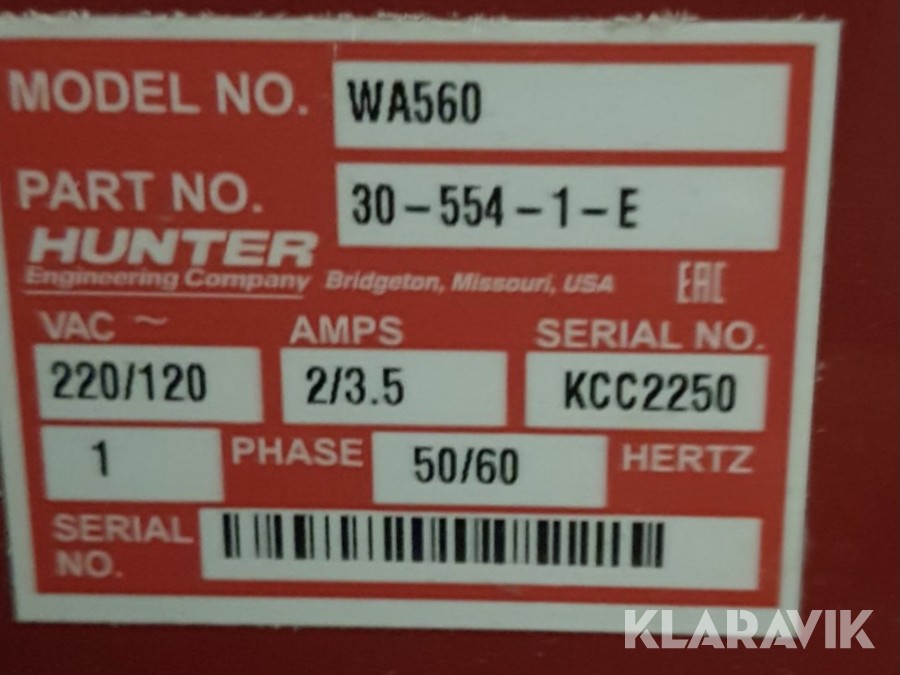 MODEL NO. WA560
PART NO. 30-554-1-E
HUNTER
Engineering Company Bridgeton, Missouri, USA EAC
VAC ~ AMPS SERIAL NO.
220/120 2/3.5 KCC2250
1 PHASE 50/60 HERTZ
SERIAL
NO.
KLARAVIK